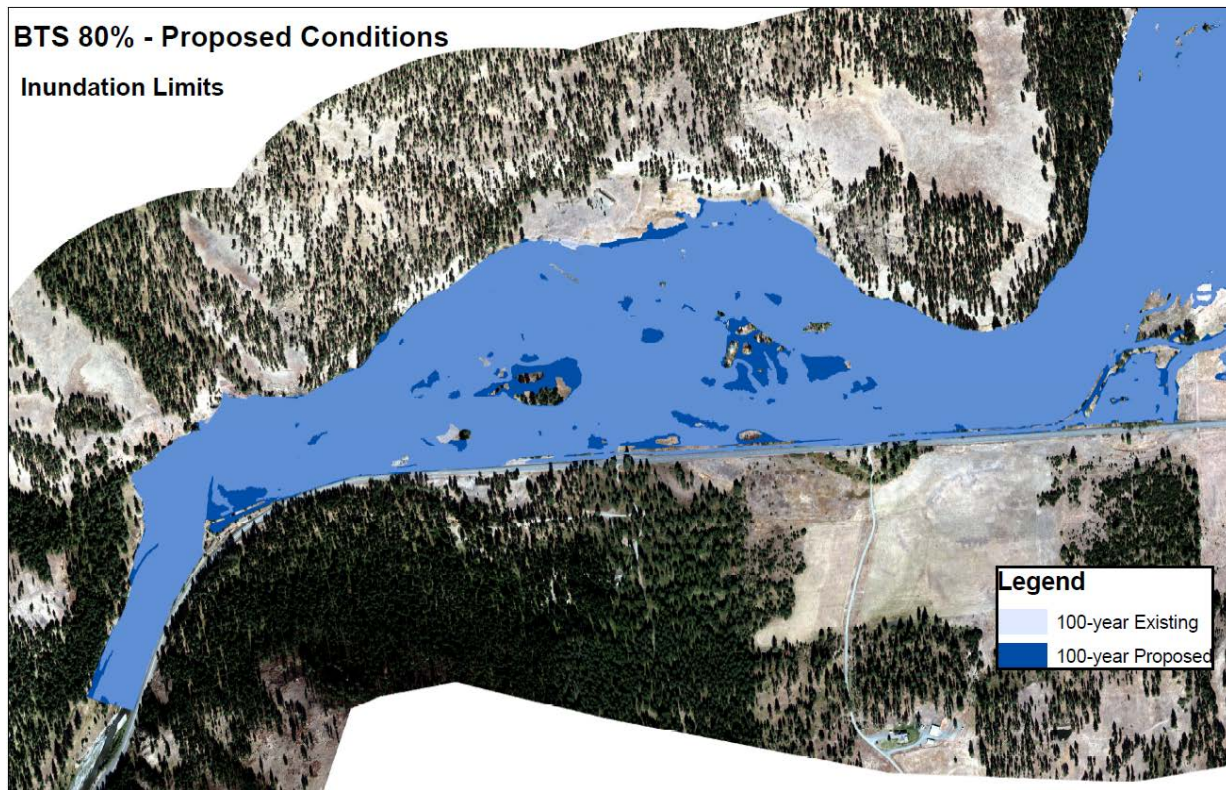 BTS 80% - Proposed Conditions
Inundation Limits
Legend
100-year Existing
100-year Proposed